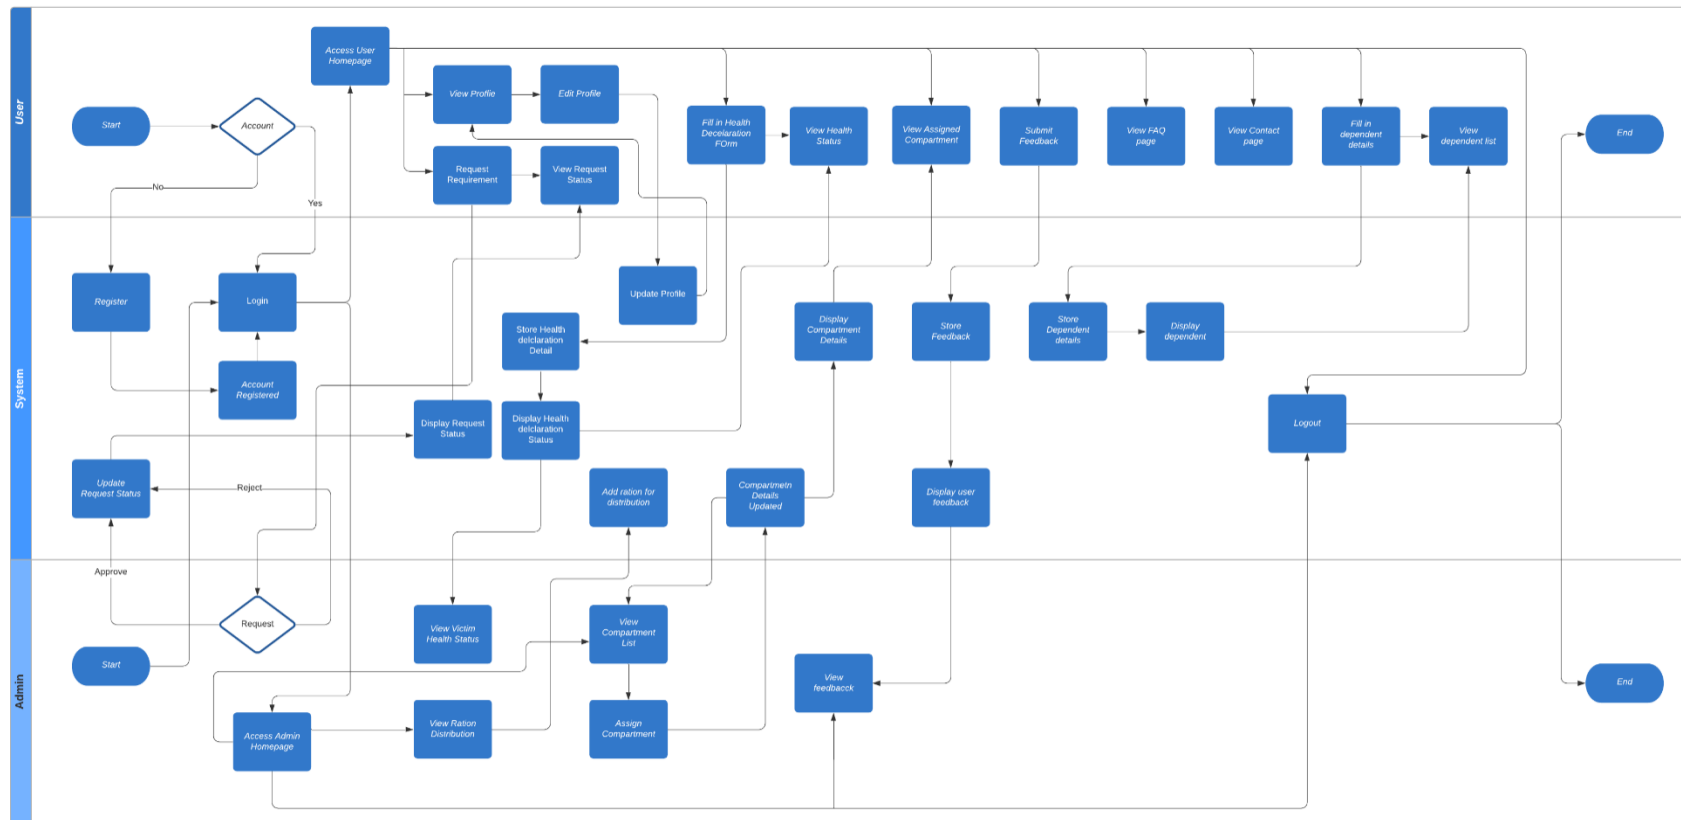 User
Start
Account
No
Yes
Access User
Homepage
View Proflie
Edit Profile
Request
Requirement
View Request
Status
Fill in Health
Decelaration
FOrm
View Health
Status
View Assigned
Compartment
Submit
Feedback
View FAQ
page
View Contact
page
Fill in
dependent
details
View
dependent list
End
System
Register
Login
Account
Registered
Update
Request Status
Reject
Display Request
Status
Store Health
delclaration
Detail
Display Health
delclaration
Status
Update Profile
Add ration for
distribution
Compartmetn
Details
Updated
Display
Compartment
Details
Store
Feedback
Display user
feedback
Store
Dependent
details
Display
dependent
Logout
Admin
Approve
Request
Start
Access Admin
Homepage
View Victim
Health Status
View Ration
Distribution
View
Compartment
List
Assign
Compartment
View
feedbacck
End